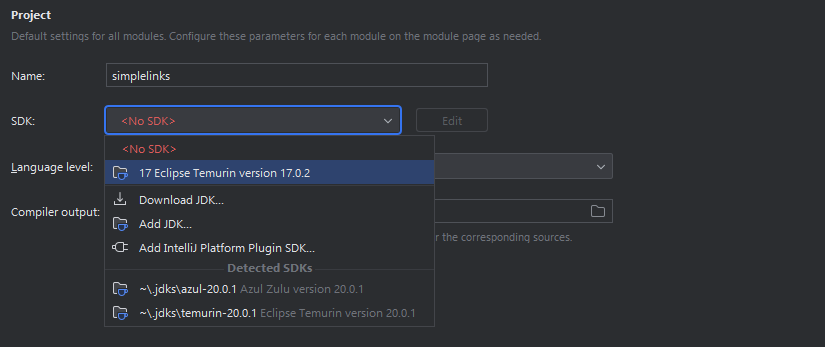 Project
Default settings for all modules. Configure these parameters for each module on the module page as needed.
Name: simplelinks
SDK: <No SDK> Edit
<No SDK>
17 Eclipse Temurin version 17.0.2
Language level:
Download JDK...
Add JDK...
Compiler output:
Add IntelliJ Platform Plugin SDK... r the corresponding sources.
Detected SDKs
~\.jdks\azul-20.0.1 Azul Zulu version 20.0.1
~\.jdks\temurin-20.0.1 Eclipse Temurin version 20.0.1